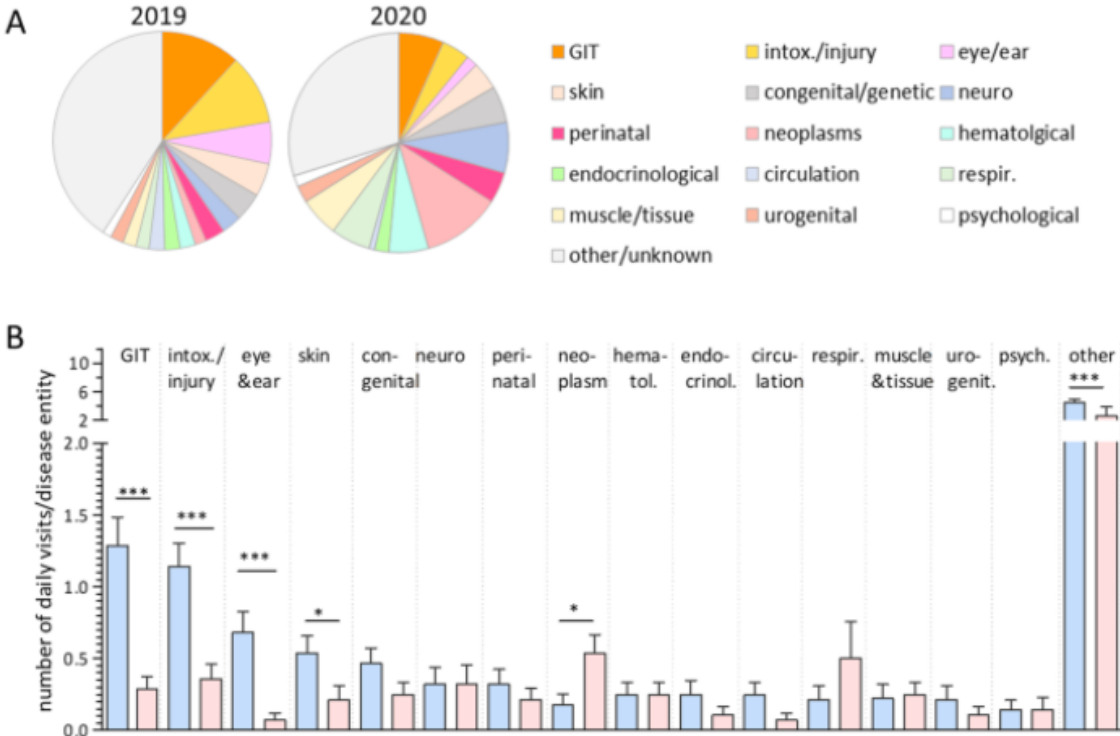 A
2019
2020
GIT
intox./injury
eye/ear
skin
congenital/genetic
neuro
perinatal
neoplasms
hematolgical
endocrinological
circulation
respir.
muscle/tissue
urogenital
psychological
other/unknown
B
number of daily visits/disease entity
10
6
2
2.0
1.5
1.0
0.5
0.0
GIT
intox./
injury
eye
&ear
skin
con-
genital
neuro
peri-
natal
neo-
plasm
hema-
tol.
endo-
crinol.
circu-
lation
respir.
muscle
&tissue
uro-
genit.
psych.
other
***
***
***
*
*
***